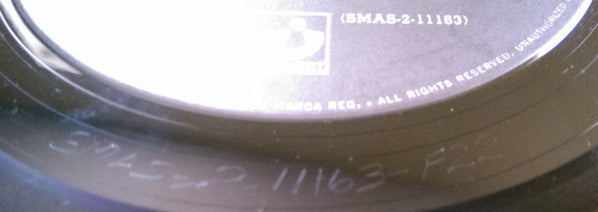 (SMAS-2-11163)
MARCA REG. • ALL RIGHTS RESERVED. UNAUTHORIZED
SMAS-2-11163-F22